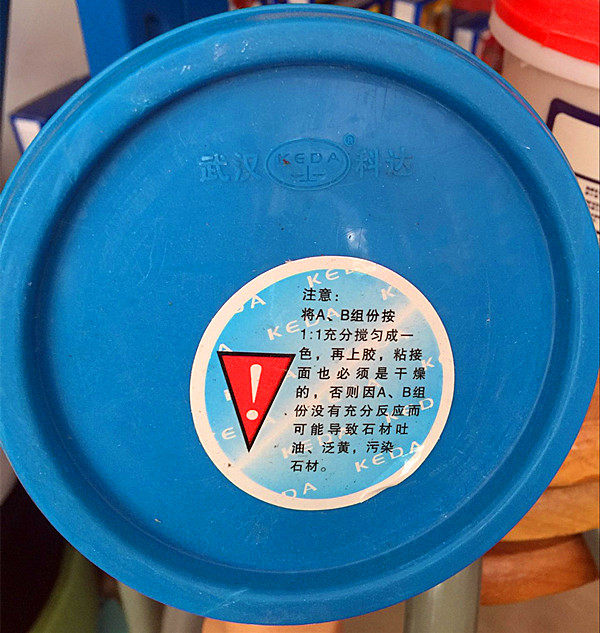 武汉 KEDA® 科达
注意:
将A、B组份按
1:1充分搅匀成一
色，再上胶，粘接
面也必须是干燥
的，否则因A、B组
份没有充分反应而
可能导致石材吐
油、泛黄，污染
石材。